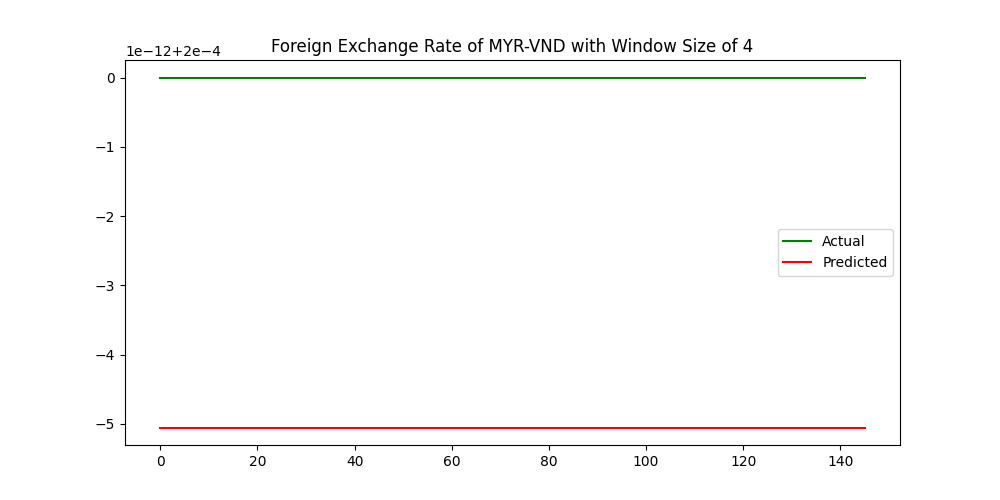 Foreign Exchange Rate of MYR-VND with Window Size of 4
1e−12+2e−4
0
−1
−2
−3
−4
−5
0 20 40 60 80 100 120 140
Actual
Predicted